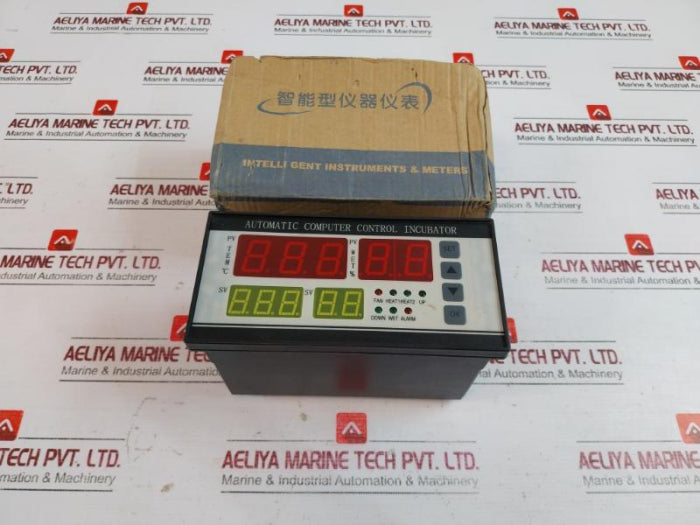 AELIYA MARINE TECH PVT. LTD.
Marine & Industrial Automation & Machinery
智能型仪器仪表
INTELLI GENT INSTRUMENTS & METERS
AUTOMATIC COMPUTER CONTROL INCUBATOR
PV TEM ℃
PV WET%
SET
SV
SV
FAN HEAT1 HEAT2 UP
DOWN WET ALARM
OK
AELIYA MARINE TECH PVT. LTD.
Marine & Industrial Automation & Machinery